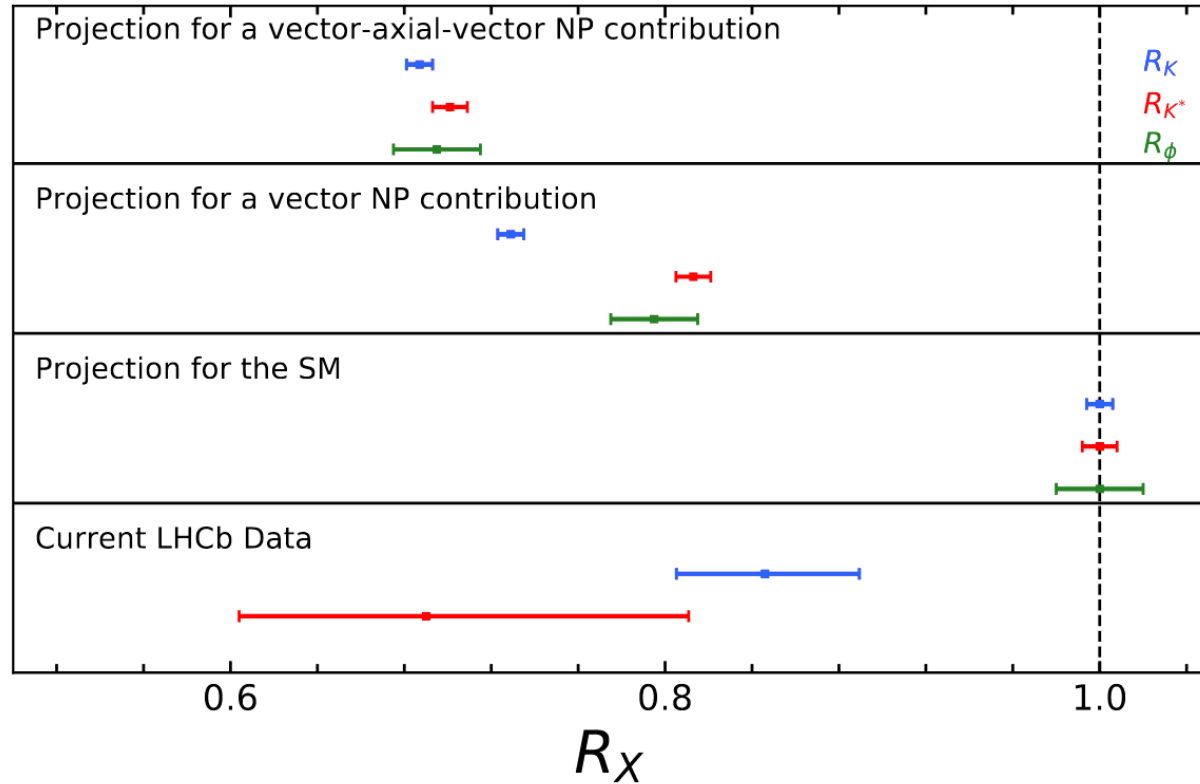 Projection for a vector-axial-vector NP contribution
R_K
R_{K*}
R_ϕ
Projection for a vector NP contribution
Projection for the SM
Current LHCb Data
0.6 0.8 1.0
R_X